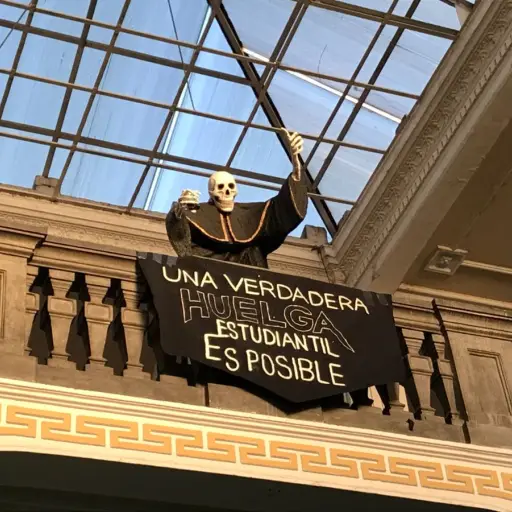 UNA VERDADERA
HUELGA
ESTUDIANTIL
ES POSIBLE